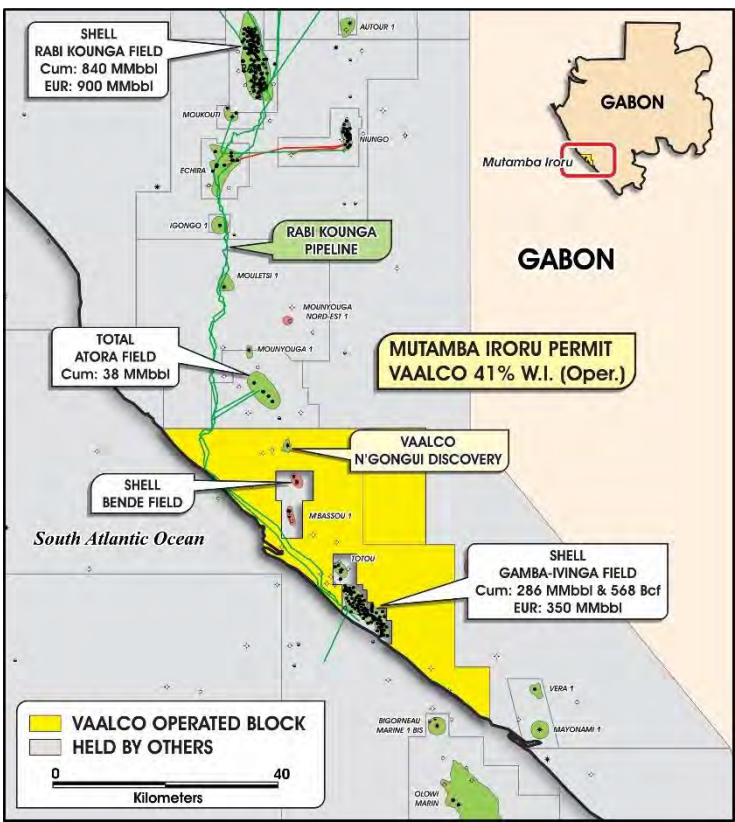 SHELL
RABI KOUNGA FIELD
Cum: 840 MMbbl
EUR: 900 MMbbl
AUTOUR 1
GABON
Mutamba Iroru
MOUKOUTI
NIUNGO
ECHIRA
IGONGO 1
RABI KOUNGA
PIPELINE
GABON
MOULETSI 1
MOUNYOUGA
NORD-EST 1
TOTAL
ATORA FIELD
Cum: 38 MMbbl
MOUNYOUGA 1
MUTAMBA IRORU PERMIT
VAALCO 41% W.I. (Oper.)
VAALCO
N'GONGUI DISCOVERY
SHELL
BENDE FIELD
M'BASSOU 1
South Atlantic Ocean
TOTOU
SHELL
GAMBA-IVINGA FIELD
Cum: 286 MMbbl & 568 Bcf
EUR: 350 MMbbl
VERA 1
MAYONAMI 1
BIGORNEAU
MARINE 1 BIS
OLOWI
MARIN
VAALCO OPERATED BLOCK
HELD BY OTHERS
0 40
Kilometers